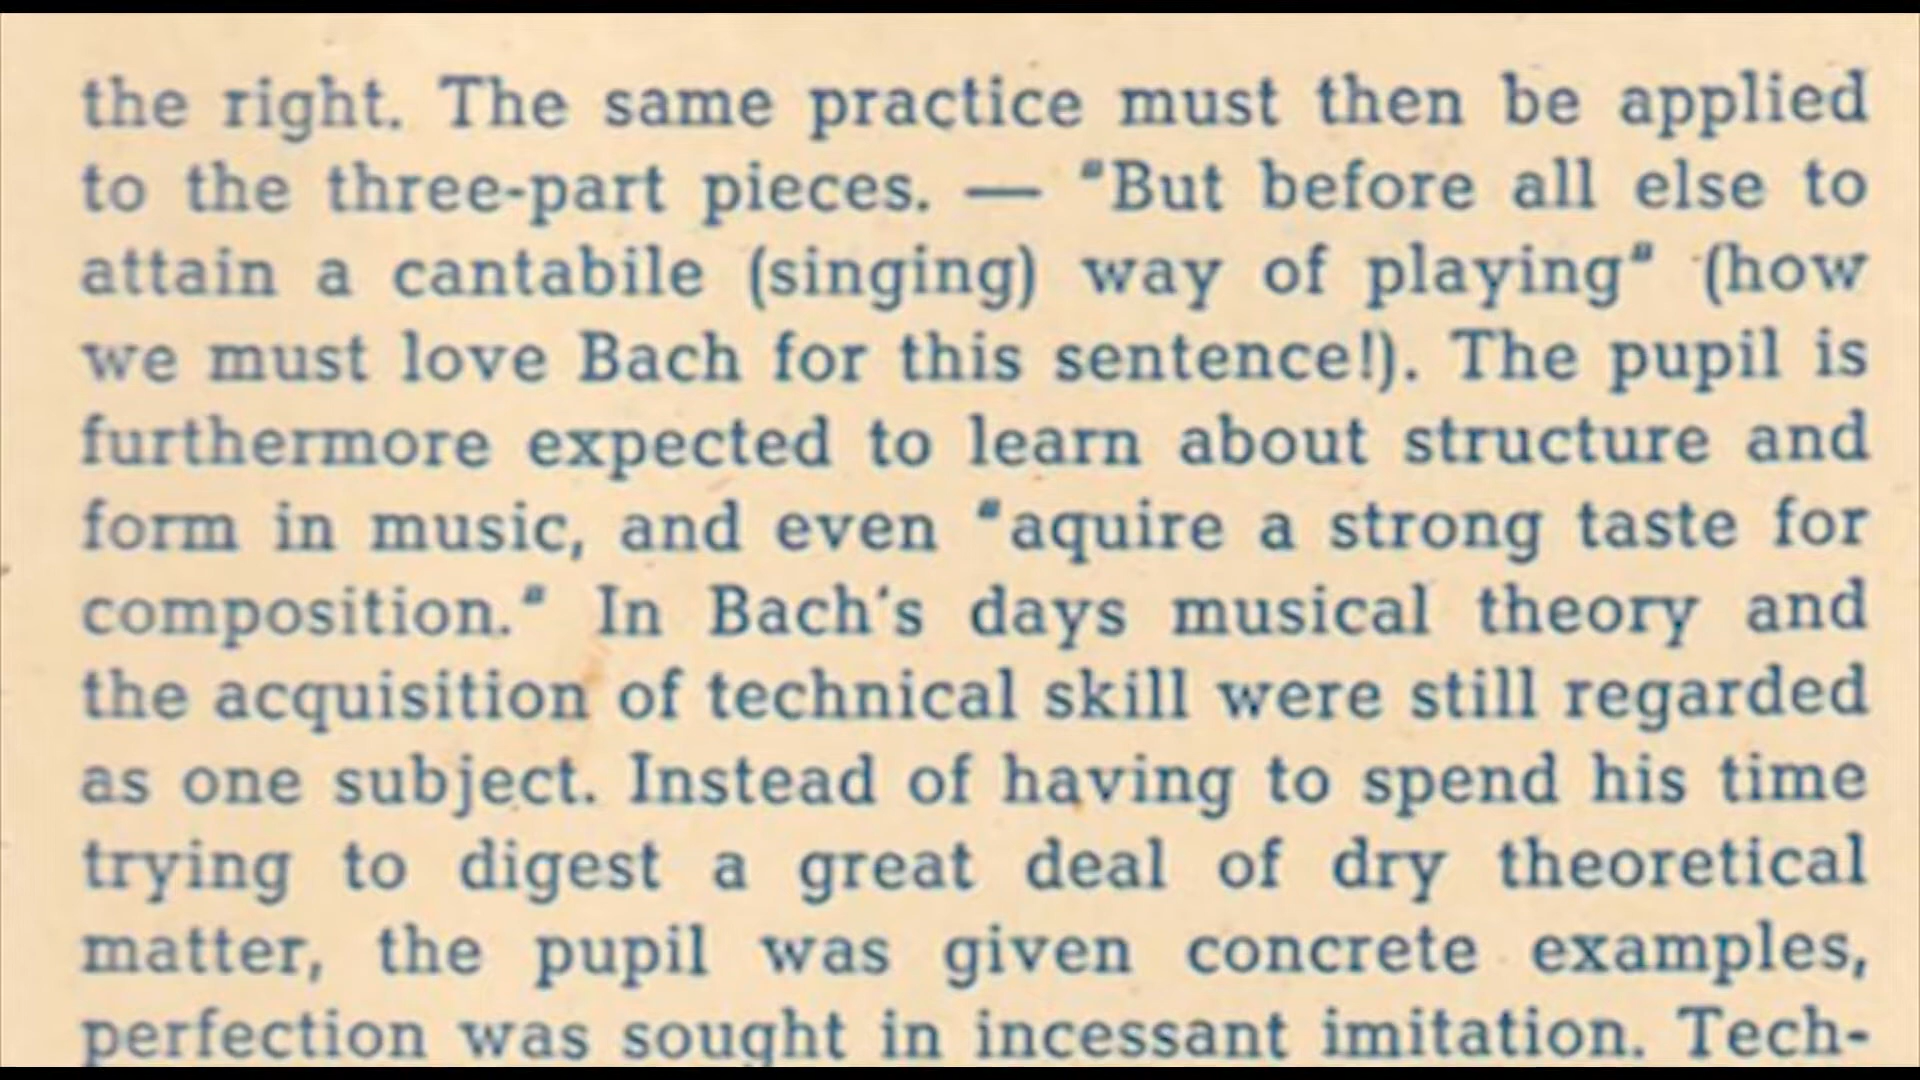 the right. The same practice must then be applied
to the three-part pieces. — "But before all else to
attain a cantabile (singing) way of playing" (how
we must love Bach for this sentence!). The pupil is
furthermore expected to learn about structure and
form in music, and even "aquire a strong taste for
composition." In Bach's days musical theory and
the acquisition of technical skill were still regarded
as one subject. Instead of having to spend his time
trying to digest a great deal of dry theoretical
matter, the pupil was given concrete examples,
perfection was sought in incessant imitation. Tech-